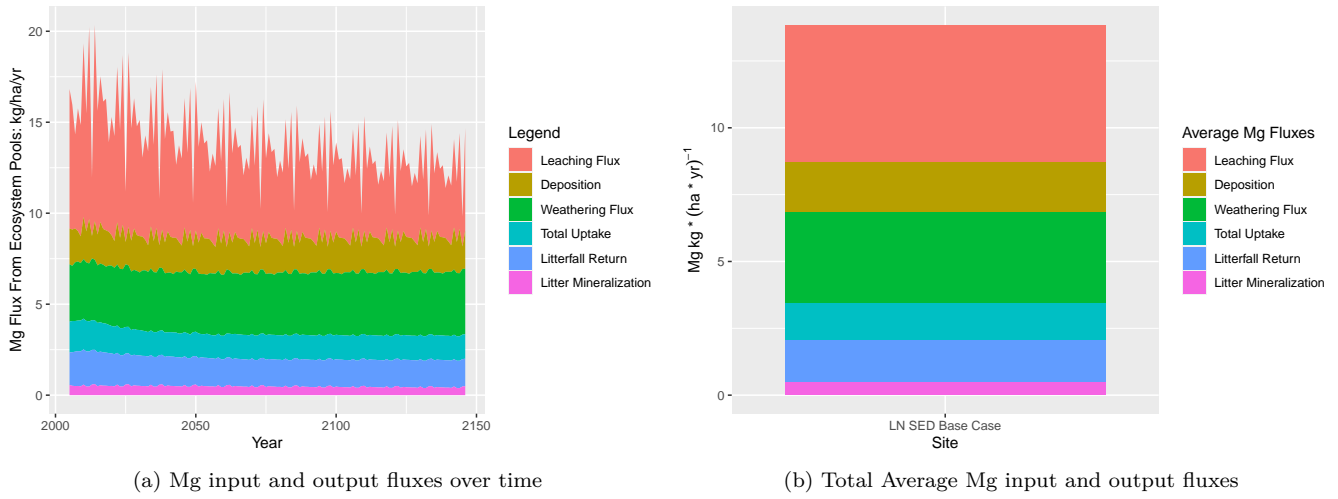 Mg Flux From Ecosystem Pools: kg/ha/yr
20
15
10
5
0
2000 2050 2100 2150
Year
Legend
Leaching Flux
Deposition
Weathering Flux
Total Uptake
Litterfall Return
Litter Mineralization
(a) Mg input and output fluxes over time
Mg kg * (ha * yr)⁻¹
10
5
0
LN SED Base Case
Site
Average Mg Fluxes
Leaching Flux
Deposition
Weathering Flux
Total Uptake
Litterfall Return
Litter Mineralization
(b) Total Average Mg input and output fluxes